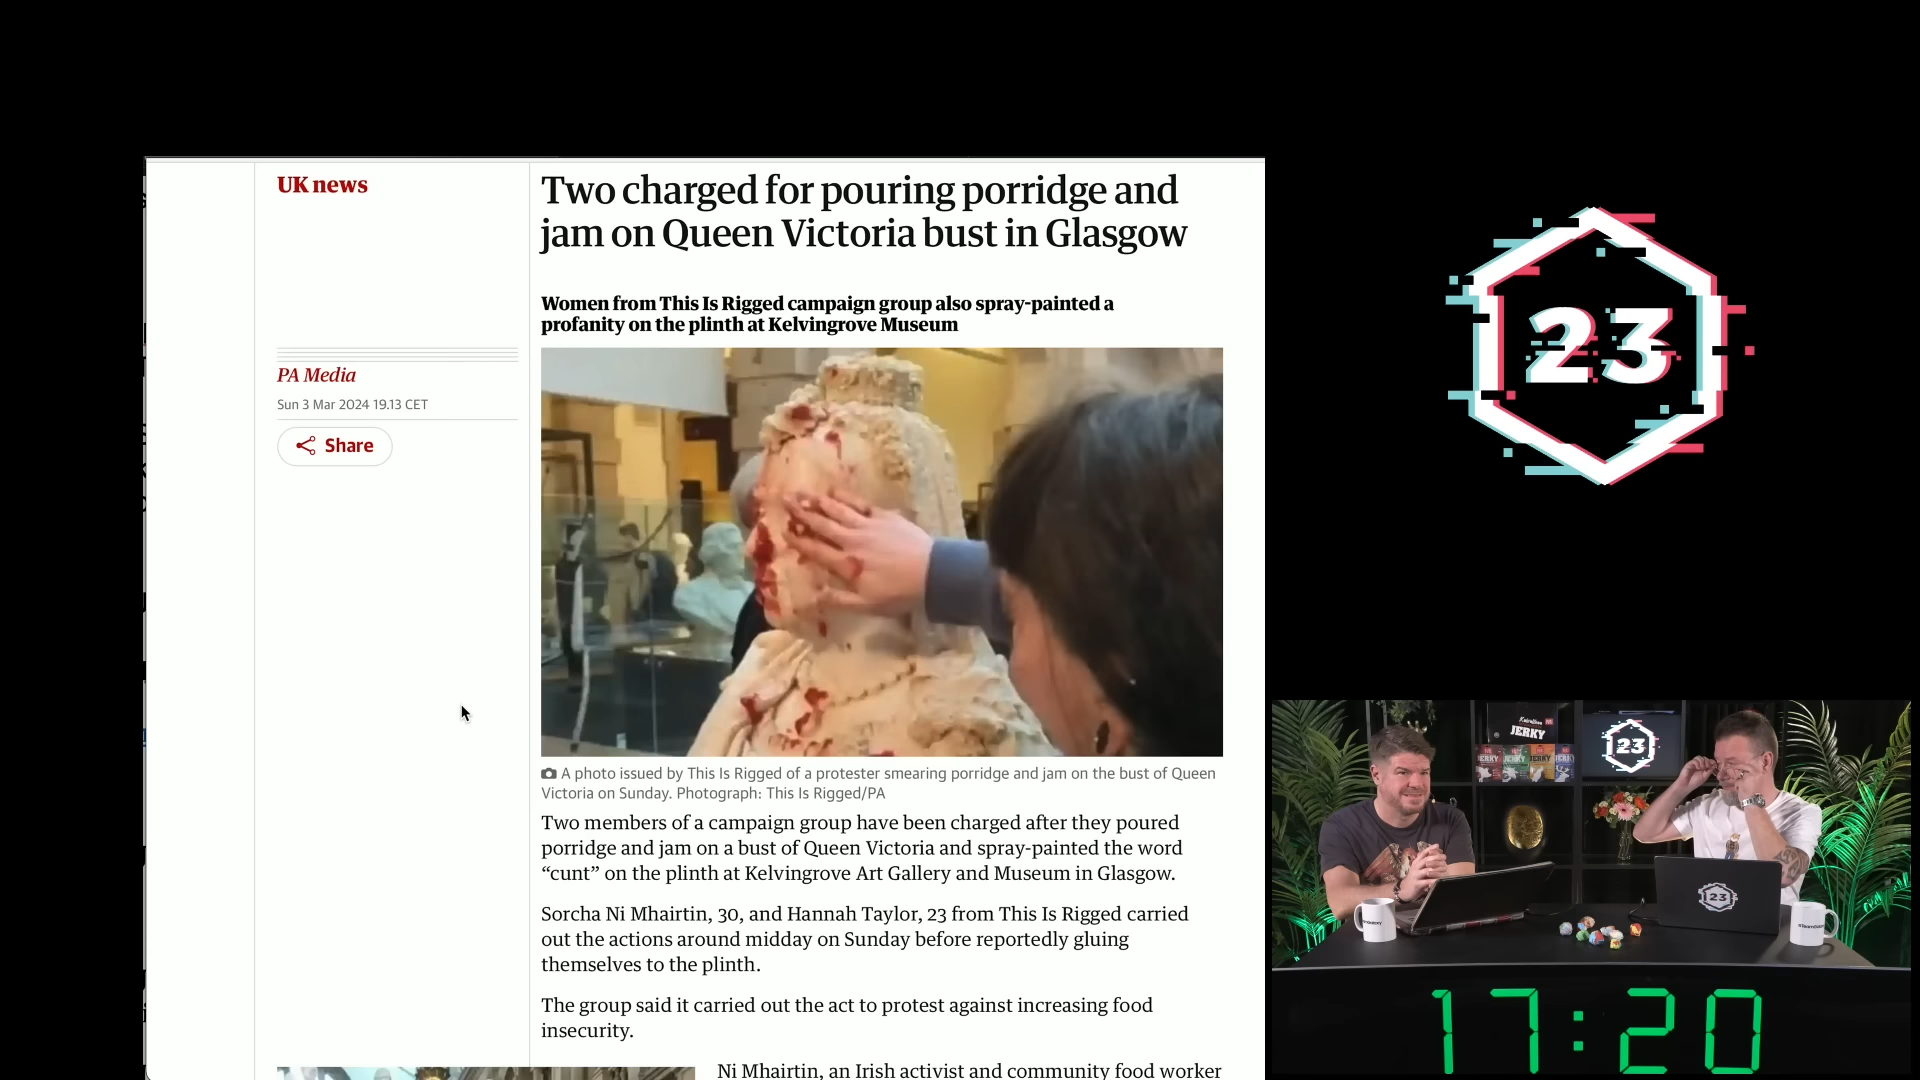 UK news
Two charged for pouring porridge and
jam on Queen Victoria bust in Glasgow
Women from This Is Rigged campaign group also spray-painted a
profanity on the plinth at Kelvingrove Museum
PA Media
Sun 3 Mar 2024 19.13 CET
Share
A photo issued by This Is Rigged of a protester smearing porridge and jam on the bust of Queen
Victoria on Sunday. Photograph: This Is Rigged/PA
Two members of a campaign group have been charged after they poured
porridge and jam on a bust of Queen Victoria and spray-painted the word
“cunt” on the plinth at Kelvingrove Art Gallery and Museum in Glasgow.
Sorcha Ni Mhairtin, 30, and Hannah Taylor, 23 from This Is Rigged carried
out the actions around midday on Sunday before reportedly gluing
themselves to the plinth.
The group said it carried out the act to protest against increasing food
insecurity.
Ni Mhairtin, an Irish activist and community food worker
23
JERKY
23
23
17:20